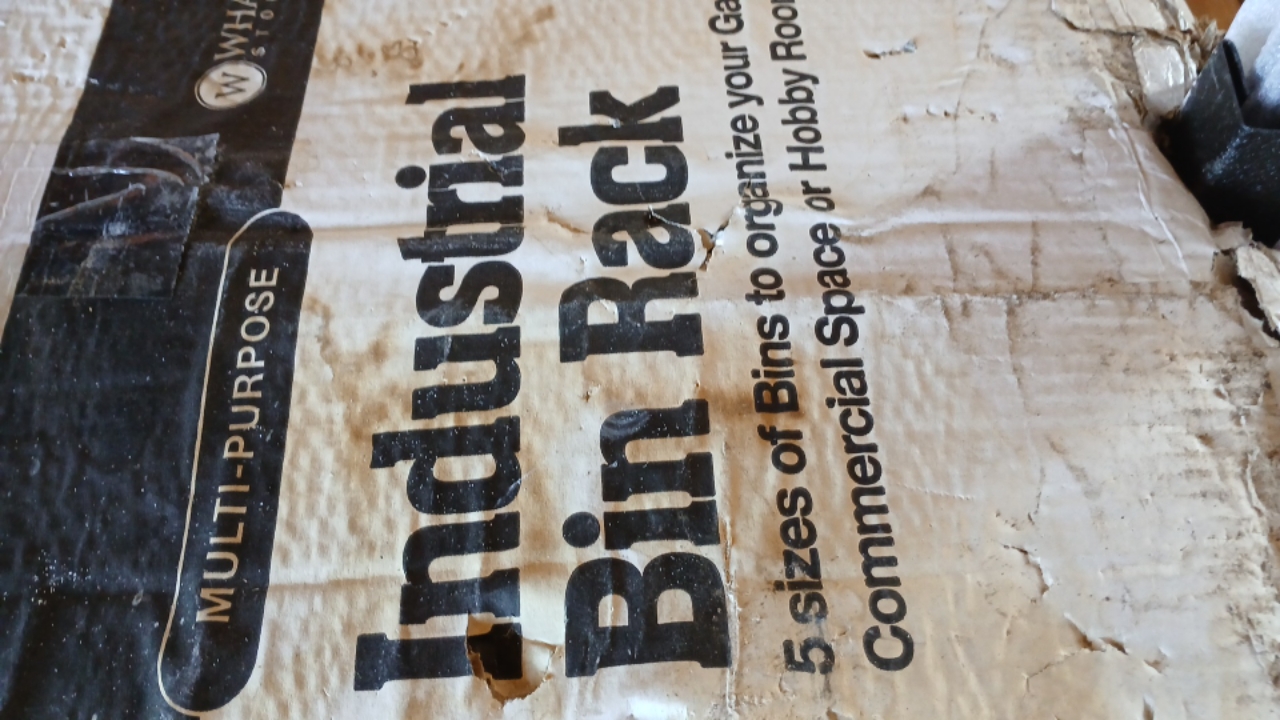 W
MULTI-PURPOSE
Industrial
Bin Rack
5 sizes of Bins to organize your
Commercial Space or Hobby